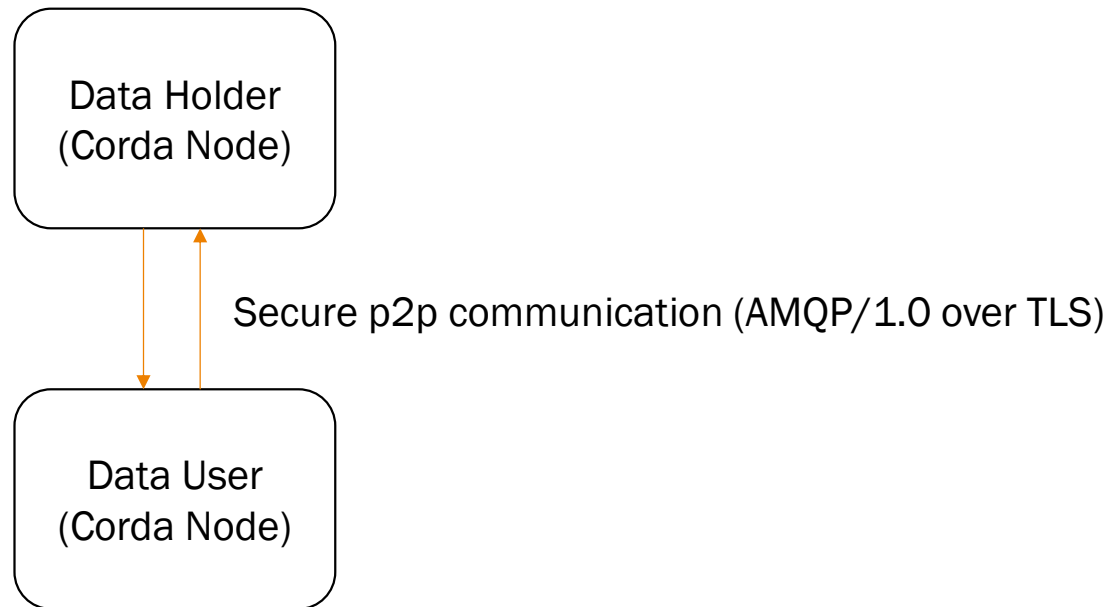 Data Holder
(Corda Node)
Secure p2p communication (AMQP/1.0 over TLS)
Data User
(Corda Node)